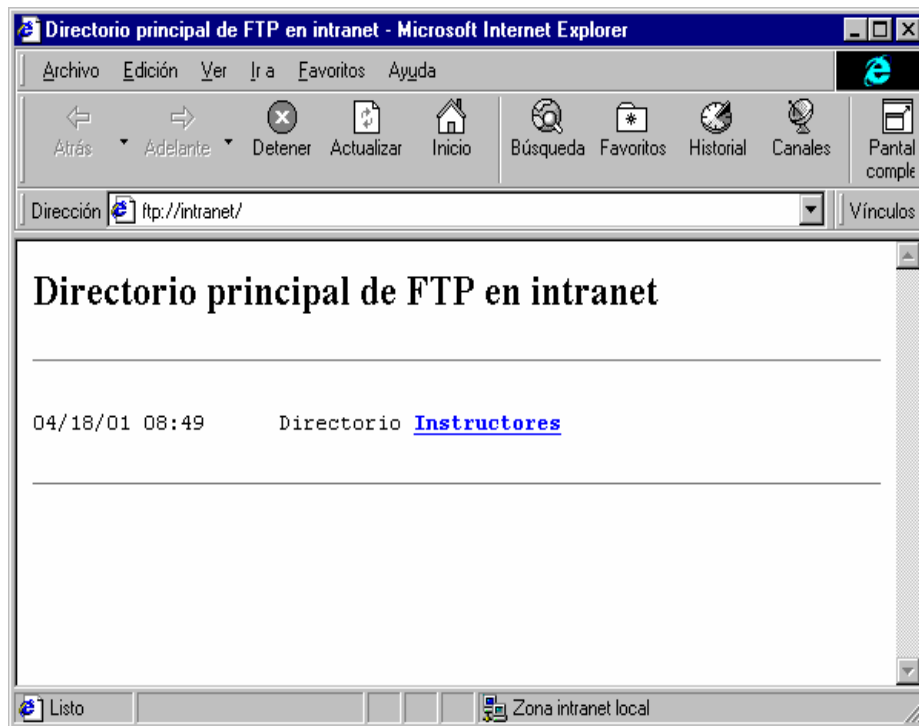 Directorio principal de FTP en intranet - Microsoft Internet Explorer
Archivo Edición Ver Ir a Favoritos Ayuda
Atrás Adelante Detener Actualizar Inicio Búsqueda Favoritos Historial Canales Pantal
comple
Dirección ftp://intranet/ Vínculos
Directorio principal de FTP en intranet
04/18/01 08:49 Directorio Instructores
Listo Zona intranet local